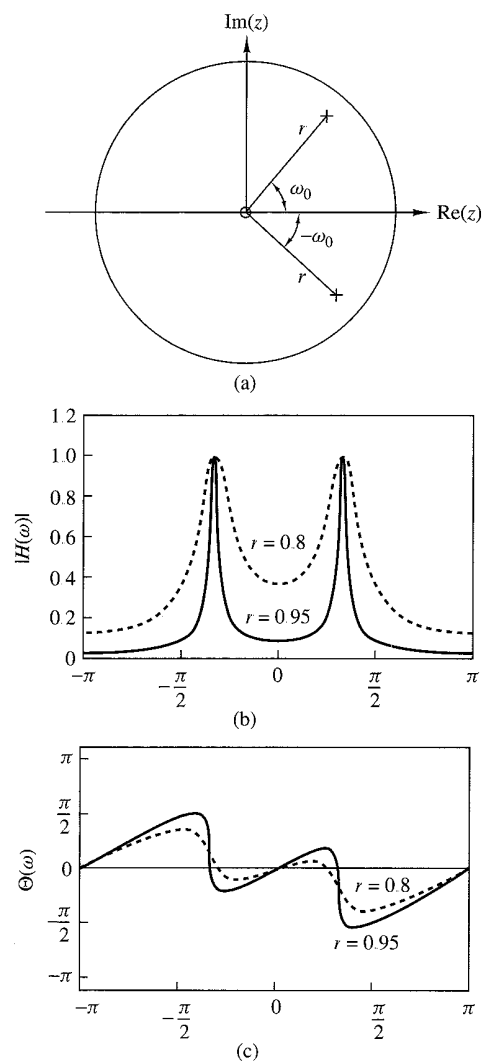 Im(z)
r
ω₀
Re(z)
−ω₀
r
(a)
1.2
1.0
0.8
|H(ω)|
0.6
r = 0.8
0.4
r = 0.95
0.2
0
−π
−π/2
0
π/2
π
(b)
π
π/2
Θ(ω)
0
r = 0.8
−π/2
r = 0.95
−π
−π
−π/2
0
π/2
π
(c)